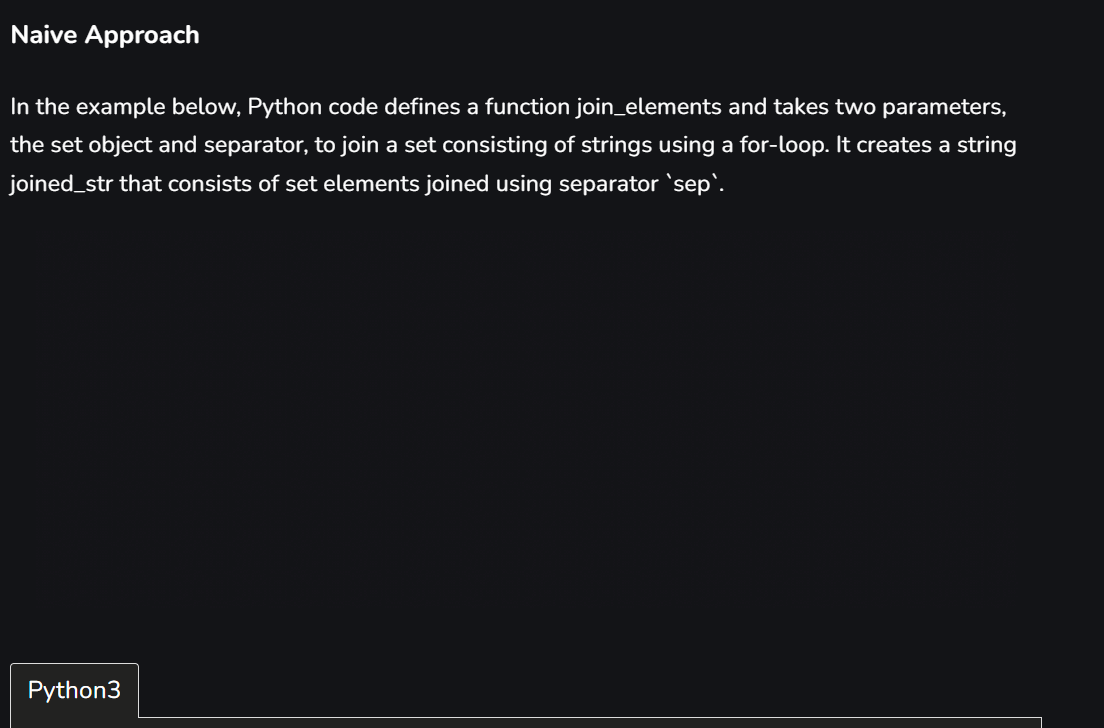 Naive Approach
In the example below, Python code defines a function join_elements and takes two parameters,
the set object and separator, to join a set consisting of strings using a for-loop. It creates a string
joined_str that consists of set elements joined using separator `sep`.
Python3